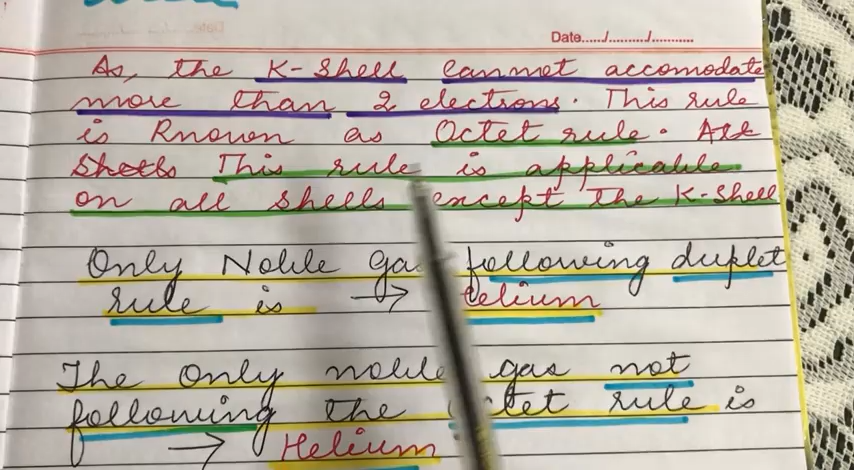 Date....../........./..........
As, the K-Shell cannot accomodate
more than 2 electrons. This rule
is Known as Octet rule. All
Shells This rule is applicable
on all shells except the K-Shell
Only Noble gas following duplet
rule is → Helium
The only noble gas not
following the octet rule is
→ Helium